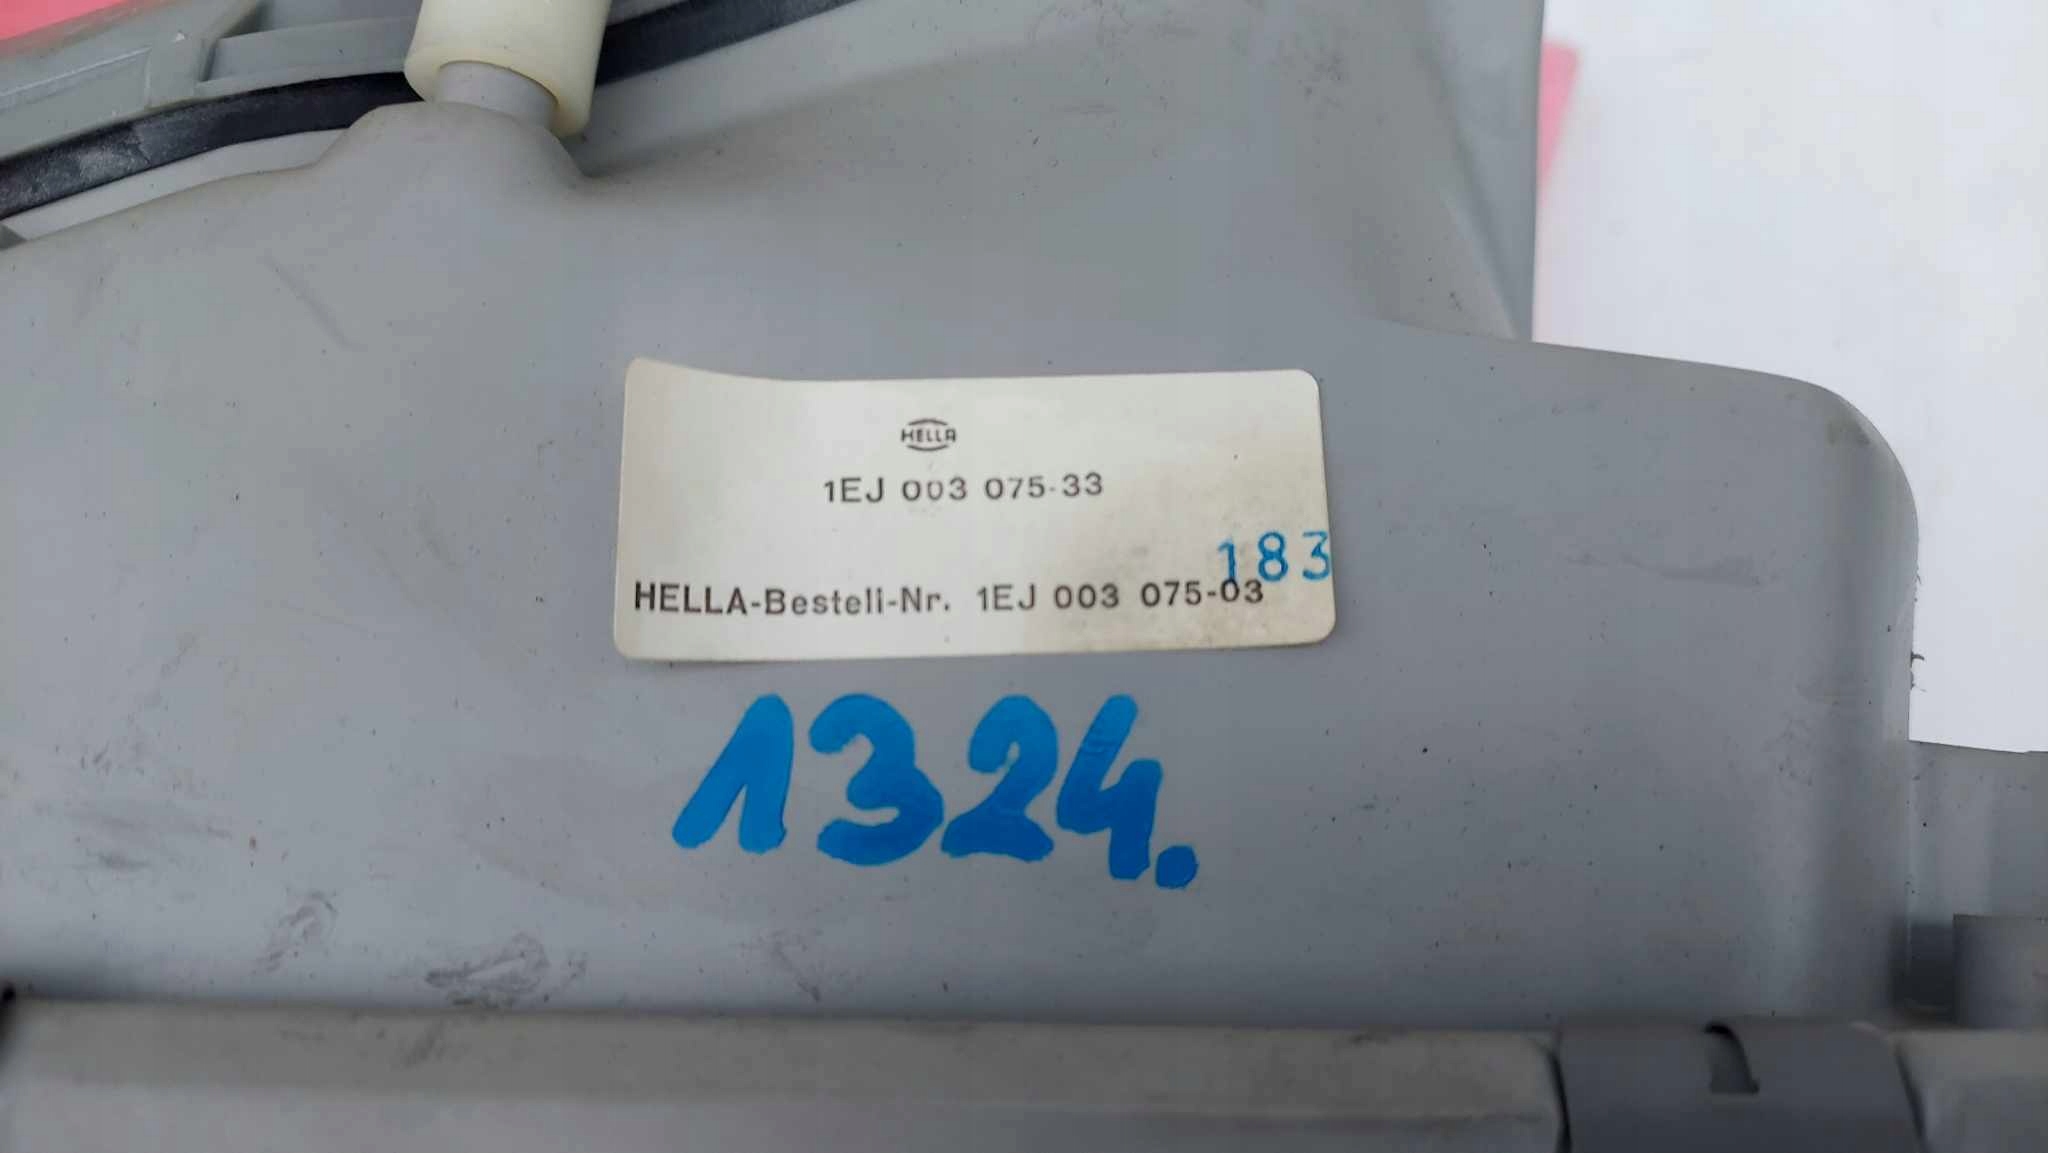 HELLA
1EJ 003 075-33
183
HELLA-Bestell-Nr. 1EJ 003 075-03
1324.